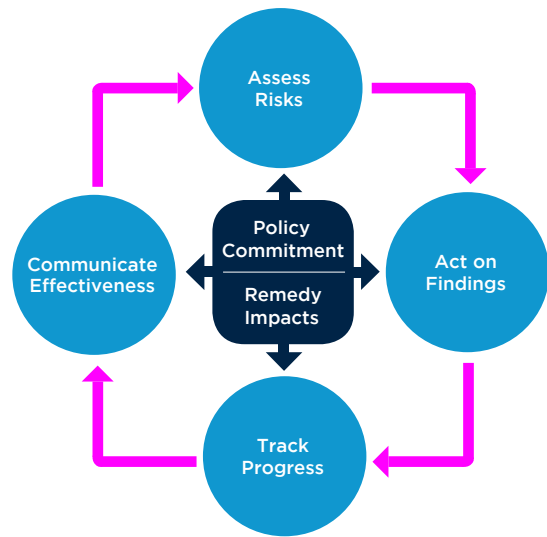 Assess
Risks
Policy
Commitment
Remedy
Impacts
Communicate
Effectiveness
Act on
Findings
Track
Progress